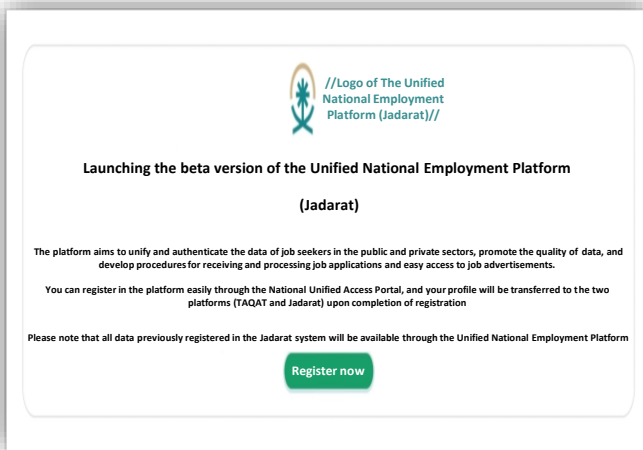 //Logo of The Unified
National Employment
Platform (Jadarat)//
Launching the beta version of the Unified National Employment Platform
(Jadarat)
The platform aims to unify and authenticate the data of job seekers in the public and private sectors, promote the quality of data, and
develop procedures for receiving and processing job applications and easy access to job advertisements.
You can register in the platform easily through the National Unified Access Portal, and your profile will be transferred to the two
platforms (TAQAT and Jadarat) upon completion of registration
Please note that all data previously registered in the Jadarat system will be available through the Unified National Employment Platform
Register now